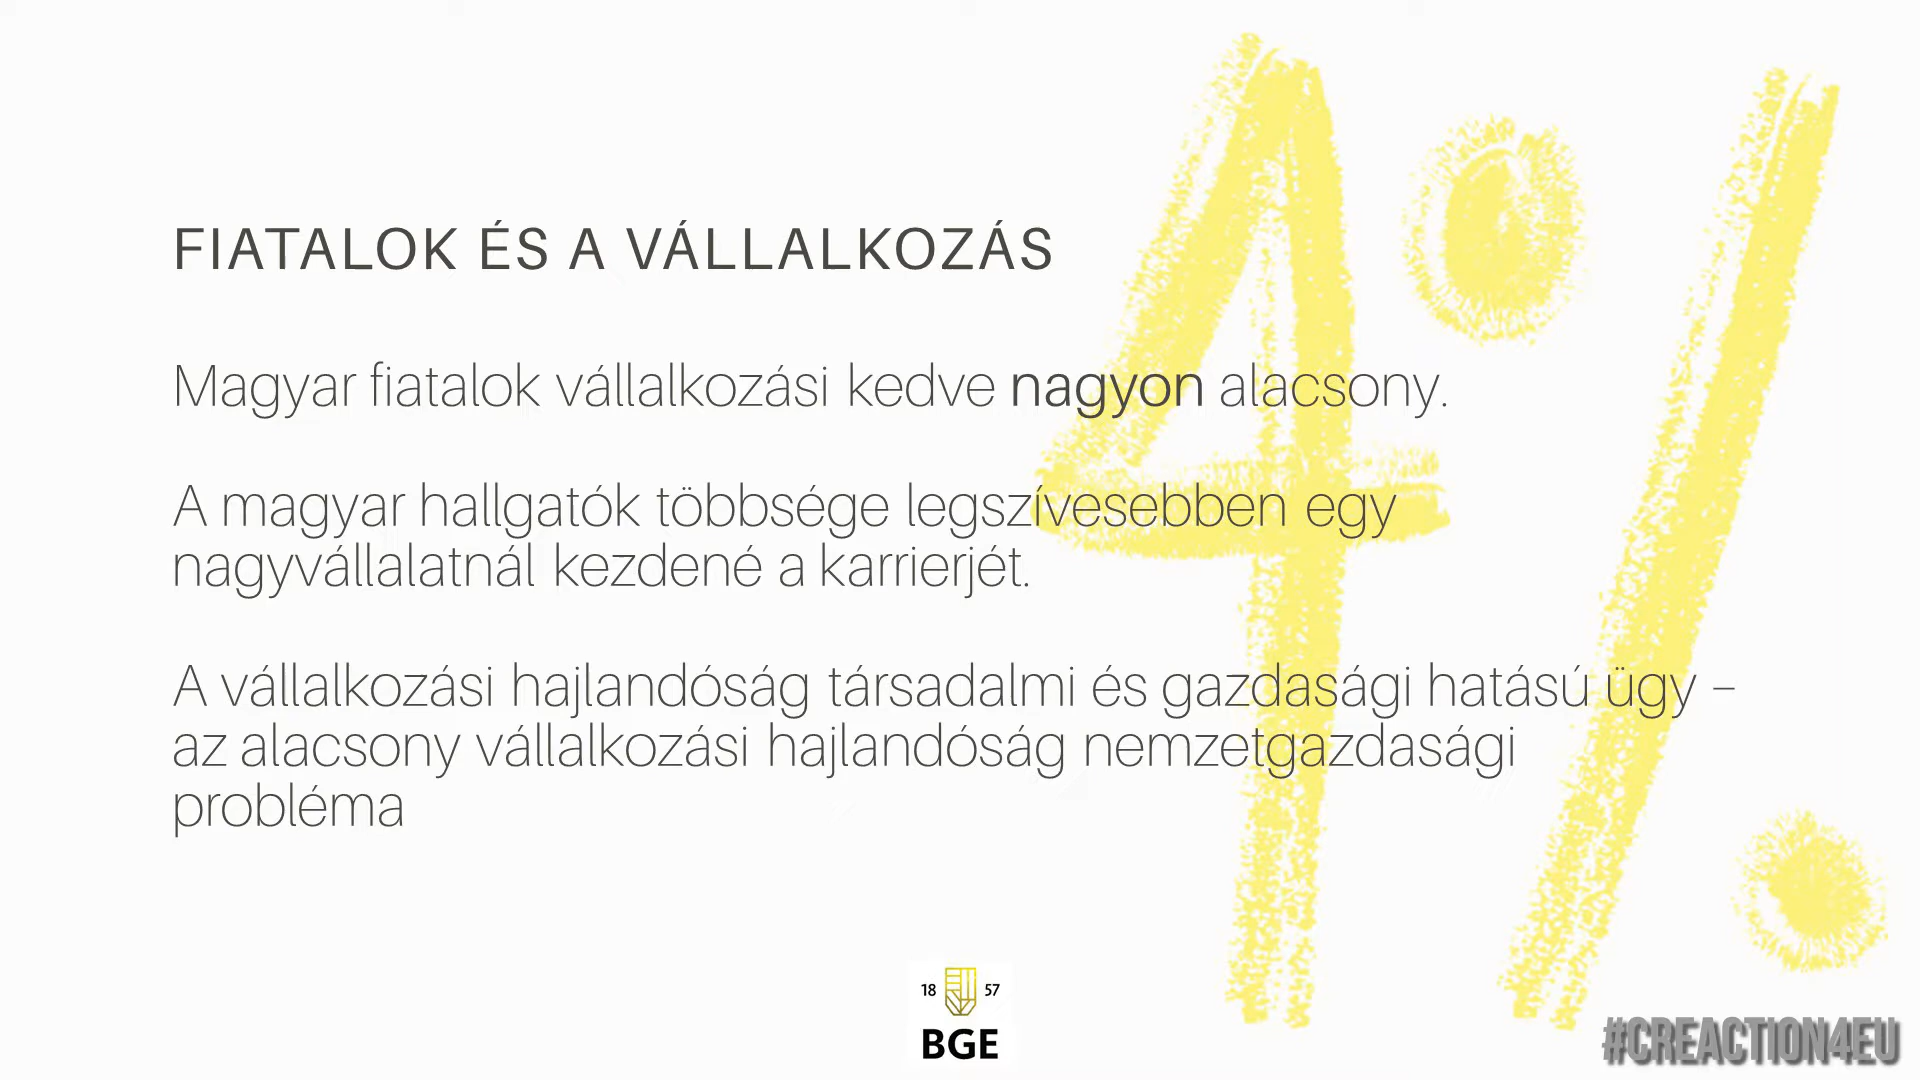 FIATALOK ÉS A VÁLLALKOZÁS
Magyar fiatalok vállalkozási kedve nagyon alacsony.
A magyar hallgatók többsége legszívesebben egy
nagyvállalatnál kezdené a karrierjét.
A vállalkozási hajlandóság társadalmi és gazdasági hatású ügy –
az alacsony vállalkozási hajlandóság nemzetgazdasági
probléma
4%
18 57
BGE
#CREACTION4EU